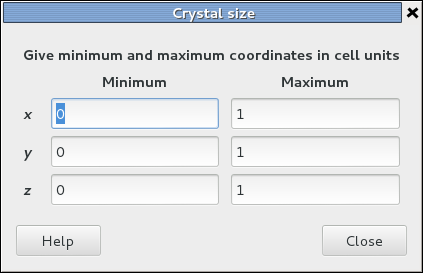 Crystal size
Give minimum and maximum coordinates in cell units
Minimum Maximum
x 0 1
y 0 1
z 0 1
Help Close